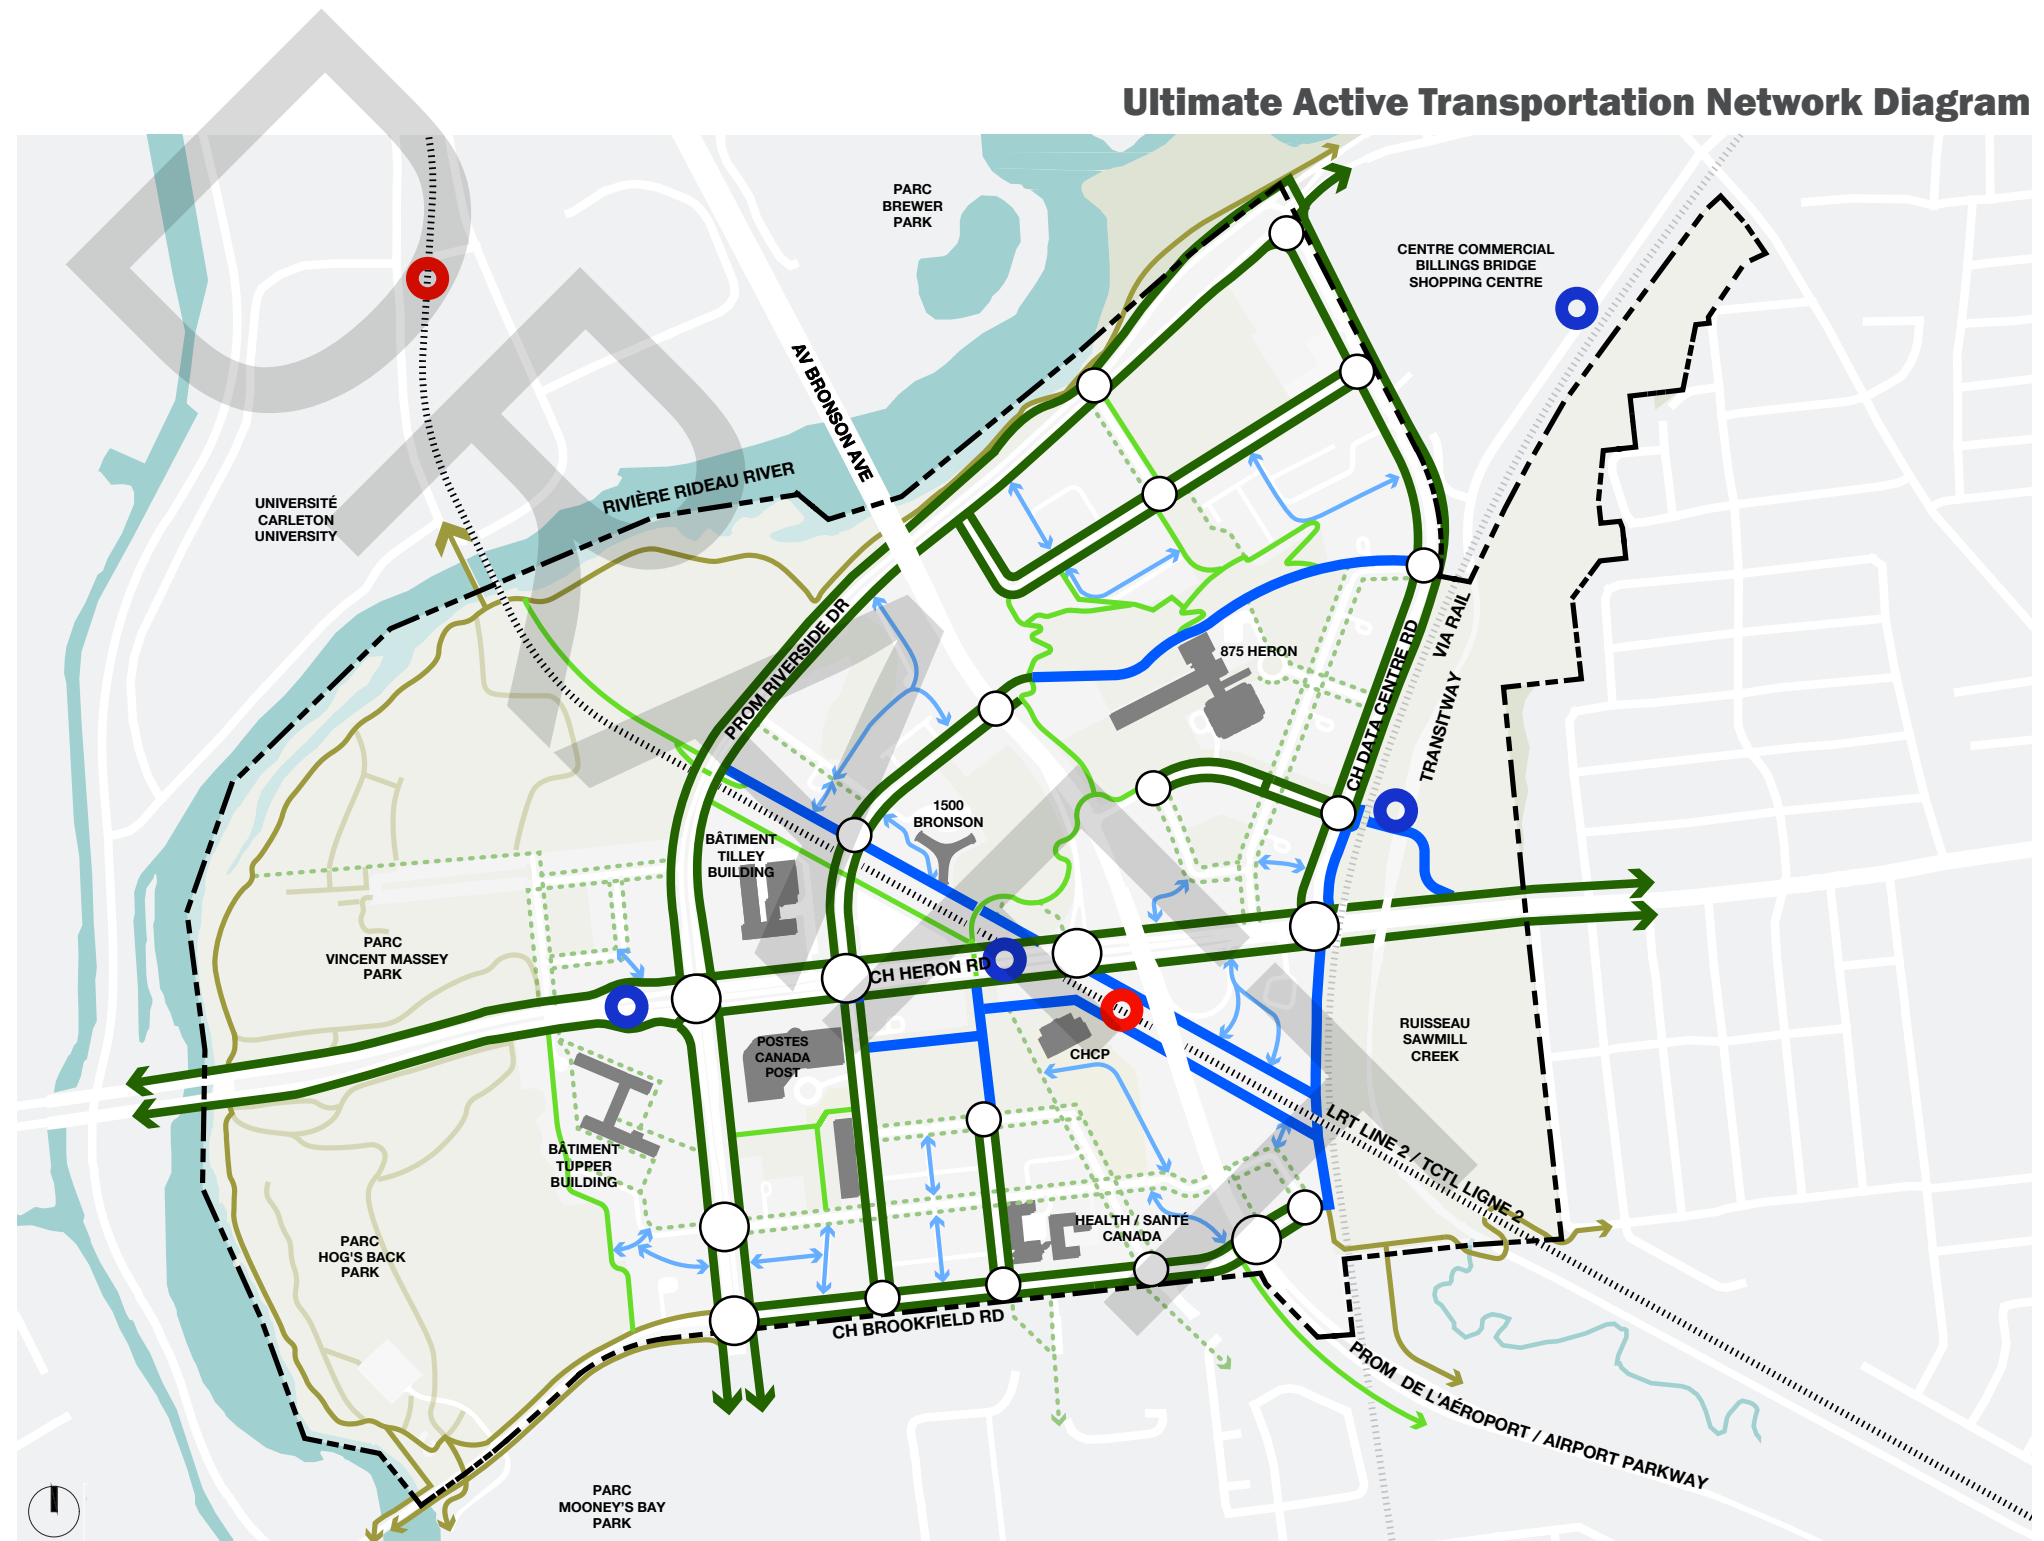 Ultimate Active Transportation Network Diagram
PARC
BREWER
PARK
CENTRE COMMERCIAL
BILLINGS BRIDGE
SHOPPING CENTRE
AV BRONSON AVE
RIVIÈRE RIDEAU RIVER
UNIVERSITÉ
CARLETON
UNIVERSITY
PROM RIVERSIDE DR
875 HERON
CH DATA CENTRE RD
VIA RAIL
TRANSITWAY
1500
BRONSON
BÂTIMENT
TILLEY
BUILDING
PARC
VINCENT MASSEY
PARK
CH HERON RD
POSTES
CANADA
POST
CHCP
RUISSEAU
SAWMILL
CREEK
LRT LINE 2 / TCTL LIGNE 2
BÂTIMENT
TUPPER
BUILDING
HEALTH / SANTÉ
CANADA
PARC
HOG'S BACK
PARK
CH BROOKFIELD RD
PROM DE L'AÉROPORT / AIRPORT PARKWAY
PARC
MOONEY'S BAY
PARK
DRAFT